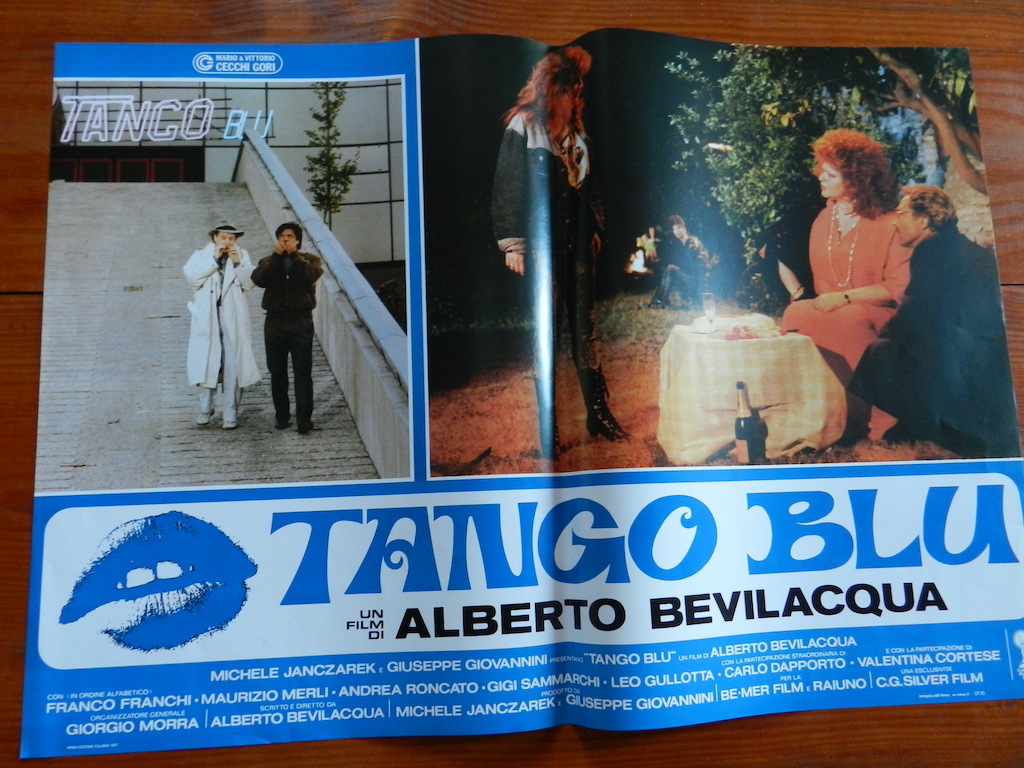 MARIO & VITTORIO
CECCHI GORI
TANGO BLU
TANGO BLU
UN FILM DI ALBERTO BEVILACQUA
MICHELE JANCZAREK E GIUSEPPE GIOVANNINI PRESENTANO "TANGO BLU" UN FILM DI ALBERTO BEVILACQUA
CON (IN ORDINE ALFABETICO) CON LA PARTECIPAZIONE STRAORDINARIA DI E CON LA PARTECIPAZIONE DI
FRANCO FRANCHI · MAURIZIO MERLI · ANDREA RONCATO · GIGI SAMMARCHI · LEO GULLOTTA · CARLO DAPPORTO · VALENTINA CORTESE
ORGANIZZATORE GENERALE SCRITTO E DIRETTO DA PRODOTTO DA PER LA UNA ESCLUSIVITA'
GIORGIO MORRA ALBERTO BEVILACQUA MICHELE JANCZAREK E GIUSEPPE GIOVANNINI BE·MER FILM E RAIUNO C.G. SILVER FILM